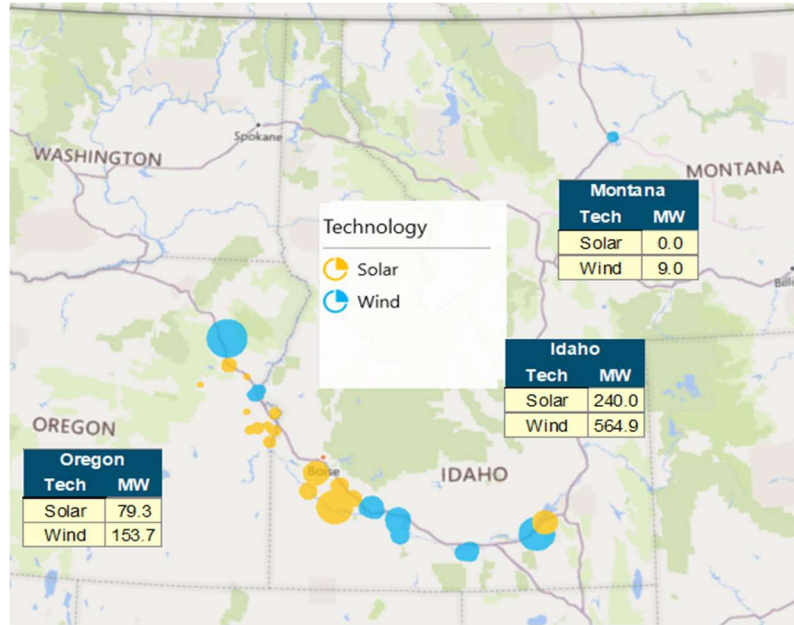 Spokane
WASHINGTON
MONTANA
Montana
Tech MW
Solar 0.0
Wind 9.0
Technology
Solar
Wind
Billi
Idaho
Tech MW
Solar 240.0
Wind 564.9
OREGON
Oregon
Tech MW
Solar 79.3
Wind 153.7
Boise
IDAHO